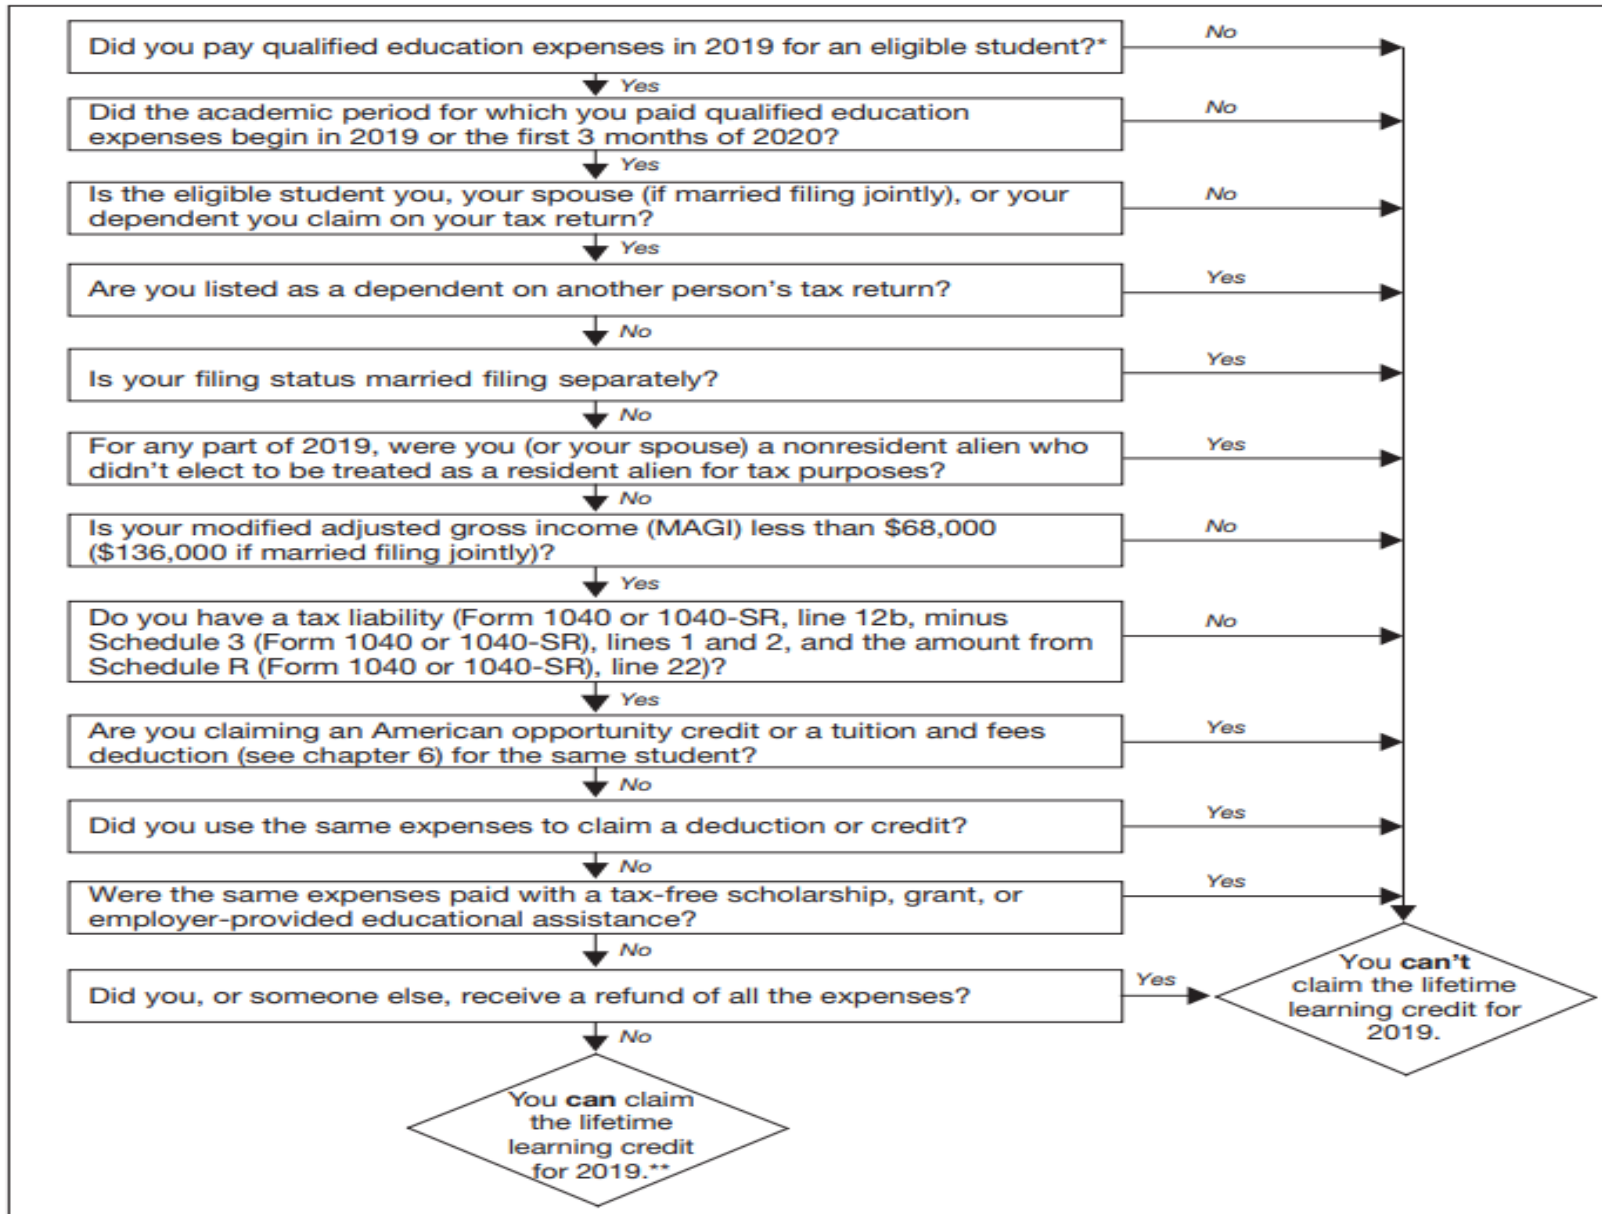 Did you pay qualified education expenses in 2019 for an eligible student?*
No
Yes
Did the academic period for which you paid qualified education
expenses begin in 2019 or the first 3 months of 2020?
No
Yes
Is the eligible student you, your spouse (if married filing jointly), or your
dependent you claim on your tax return?
No
Yes
Are you listed as a dependent on another person's tax return?
Yes
No
Is your filing status married filing separately?
Yes
No
For any part of 2019, were you (or your spouse) a nonresident alien who
didn't elect to be treated as a resident alien for tax purposes?
Yes
No
Is your modified adjusted gross income (MAGI) less than $68,000
($136,000 if married filing jointly)?
No
Yes
Do you have a tax liability (Form 1040 or 1040-SR, line 12b, minus
Schedule 3 (Form 1040 or 1040-SR), lines 1 and 2, and the amount from
Schedule R (Form 1040 or 1040-SR), line 22)?
No
Yes
Are you claiming an American opportunity credit or a tuition and fees
deduction (see chapter 6) for the same student?
Yes
No
Did you use the same expenses to claim a deduction or credit?
Yes
No
Were the same expenses paid with a tax-free scholarship, grant, or
employer-provided educational assistance?
Yes
No
Did you, or someone else, receive a refund of all the expenses?
Yes
No
You can't
claim the lifetime
learning credit for
2019.
You can claim
the lifetime
learning credit
for 2019.**